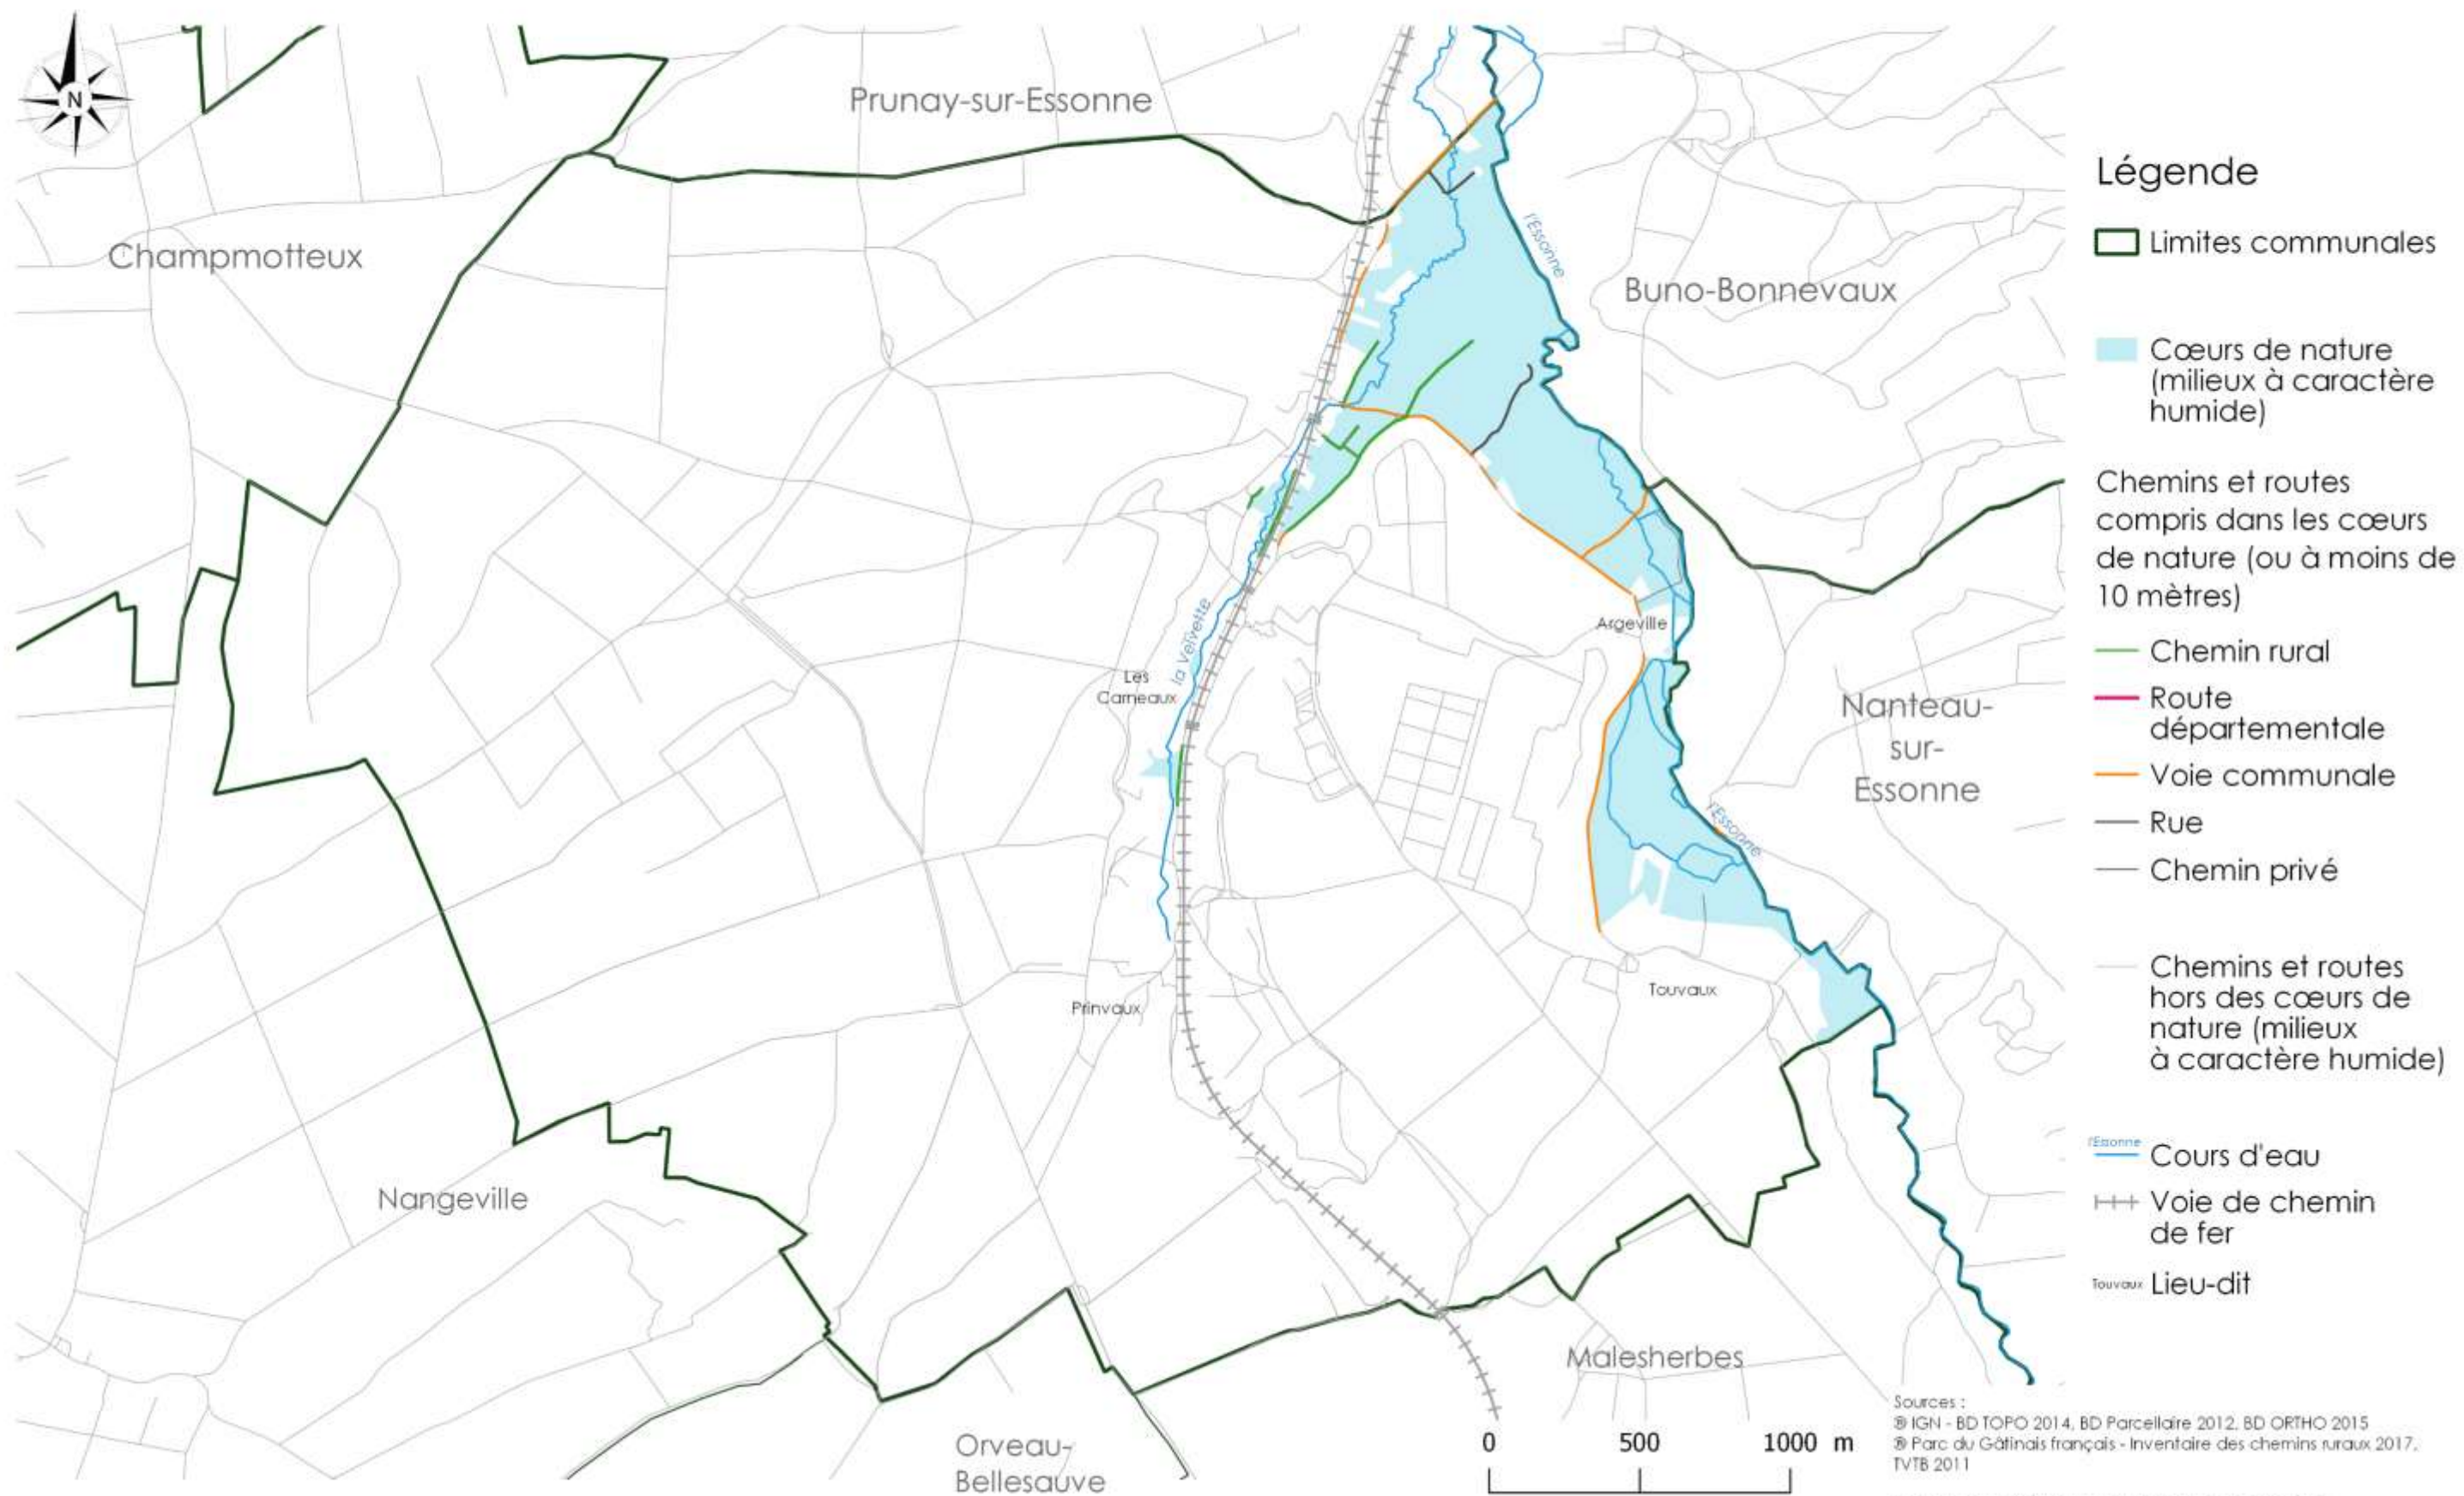 N
Prunay-sur-Essonne
Champmotteux
l'Essonne
Buno-Bonnevaux
la Velvette
Argeville
Les
Carneaux
Nanteau-
sur-
Essonne
l'Essonne
Prinvaux
Touvaux
Nangeville
Malesherbes
Orveau-
Bellesauve
Légende
Limites communales
Cœurs de nature
(milieux à caractère
humide)
Chemins et routes
compris dans les cœurs
de nature (ou à moins de
10 mètres)
Chemin rural
Route
départementale
Voie communale
Rue
Chemin privé
Chemins et routes
hors des cœurs de
nature (milieux
à caractère humide)
l'Essonne Cours d'eau
Voie de chemin
de fer
Touvaux Lieu-dit
0 500 1000 m
Sources :
® IGN - BD TOPO 2014, BD Parcellaire 2012, BD ORTHO 2015
® Parc du Gâtinais français - Inventaire des chemins ruraux 2017,
TVTB 2011